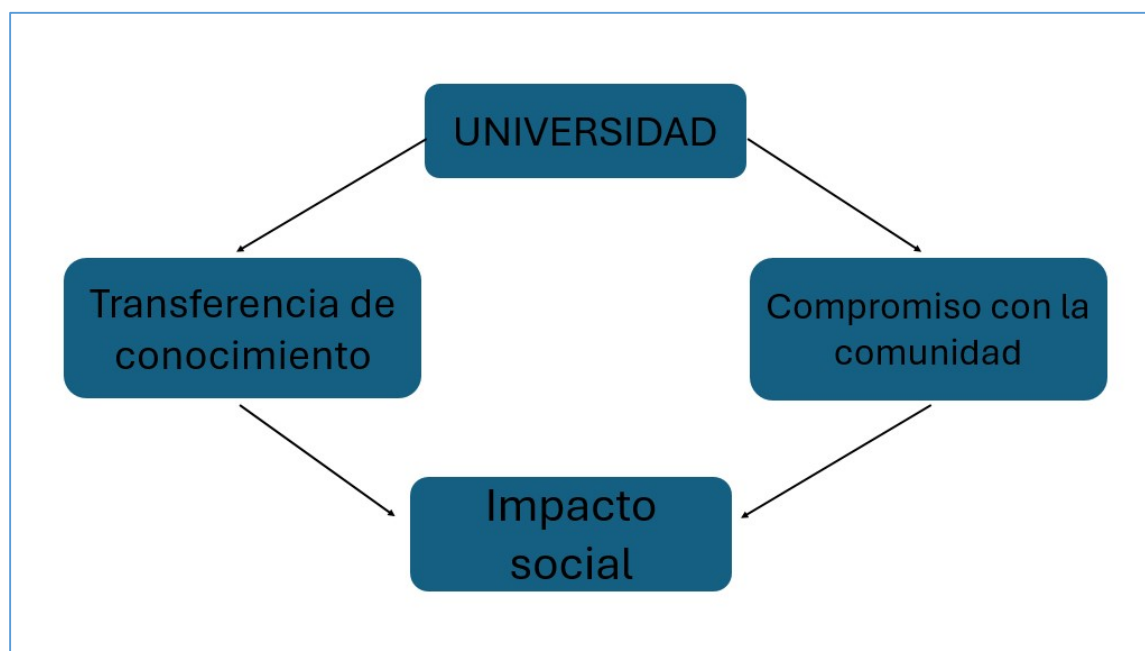 UNIVERSIDAD
Transferencia de
conocimiento
Compromiso con la
comunidad
Impacto
social